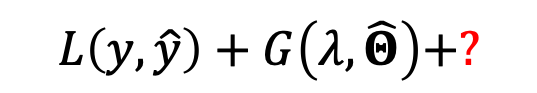 L(y, ŷ) + G(λ, Θ̂)+?